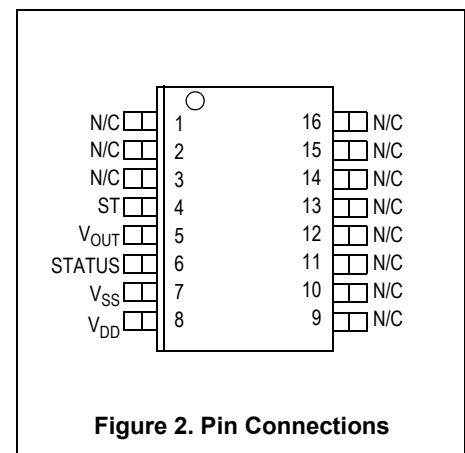 N/C 1 16 N/C
N/C 2 15 N/C
N/C 3 14 N/C
ST 4 13 N/C
VOUT 5 12 N/C
STATUS 6 11 N/C
VSS 7 10 N/C
VDD 8 9 N/C
Figure 2. Pin Connections